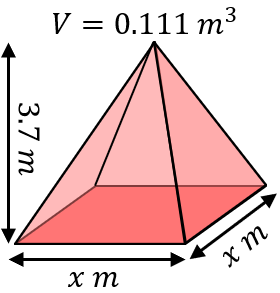 V = 0.111 m³
3.7 m
x m
x m